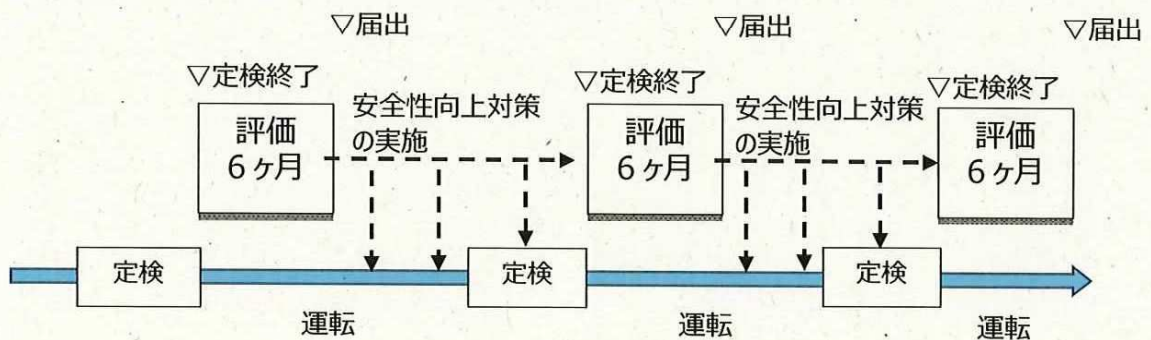 ▽届出
▽届出
▽届出
▽定検終了
▽定検終了
▽定検終了
評価
6ヶ月
安全性向上対策
の実施
評価
6ヶ月
安全性向上対策
の実施
評価
6ヶ月
定検
定検
定検
運転
運転
運転